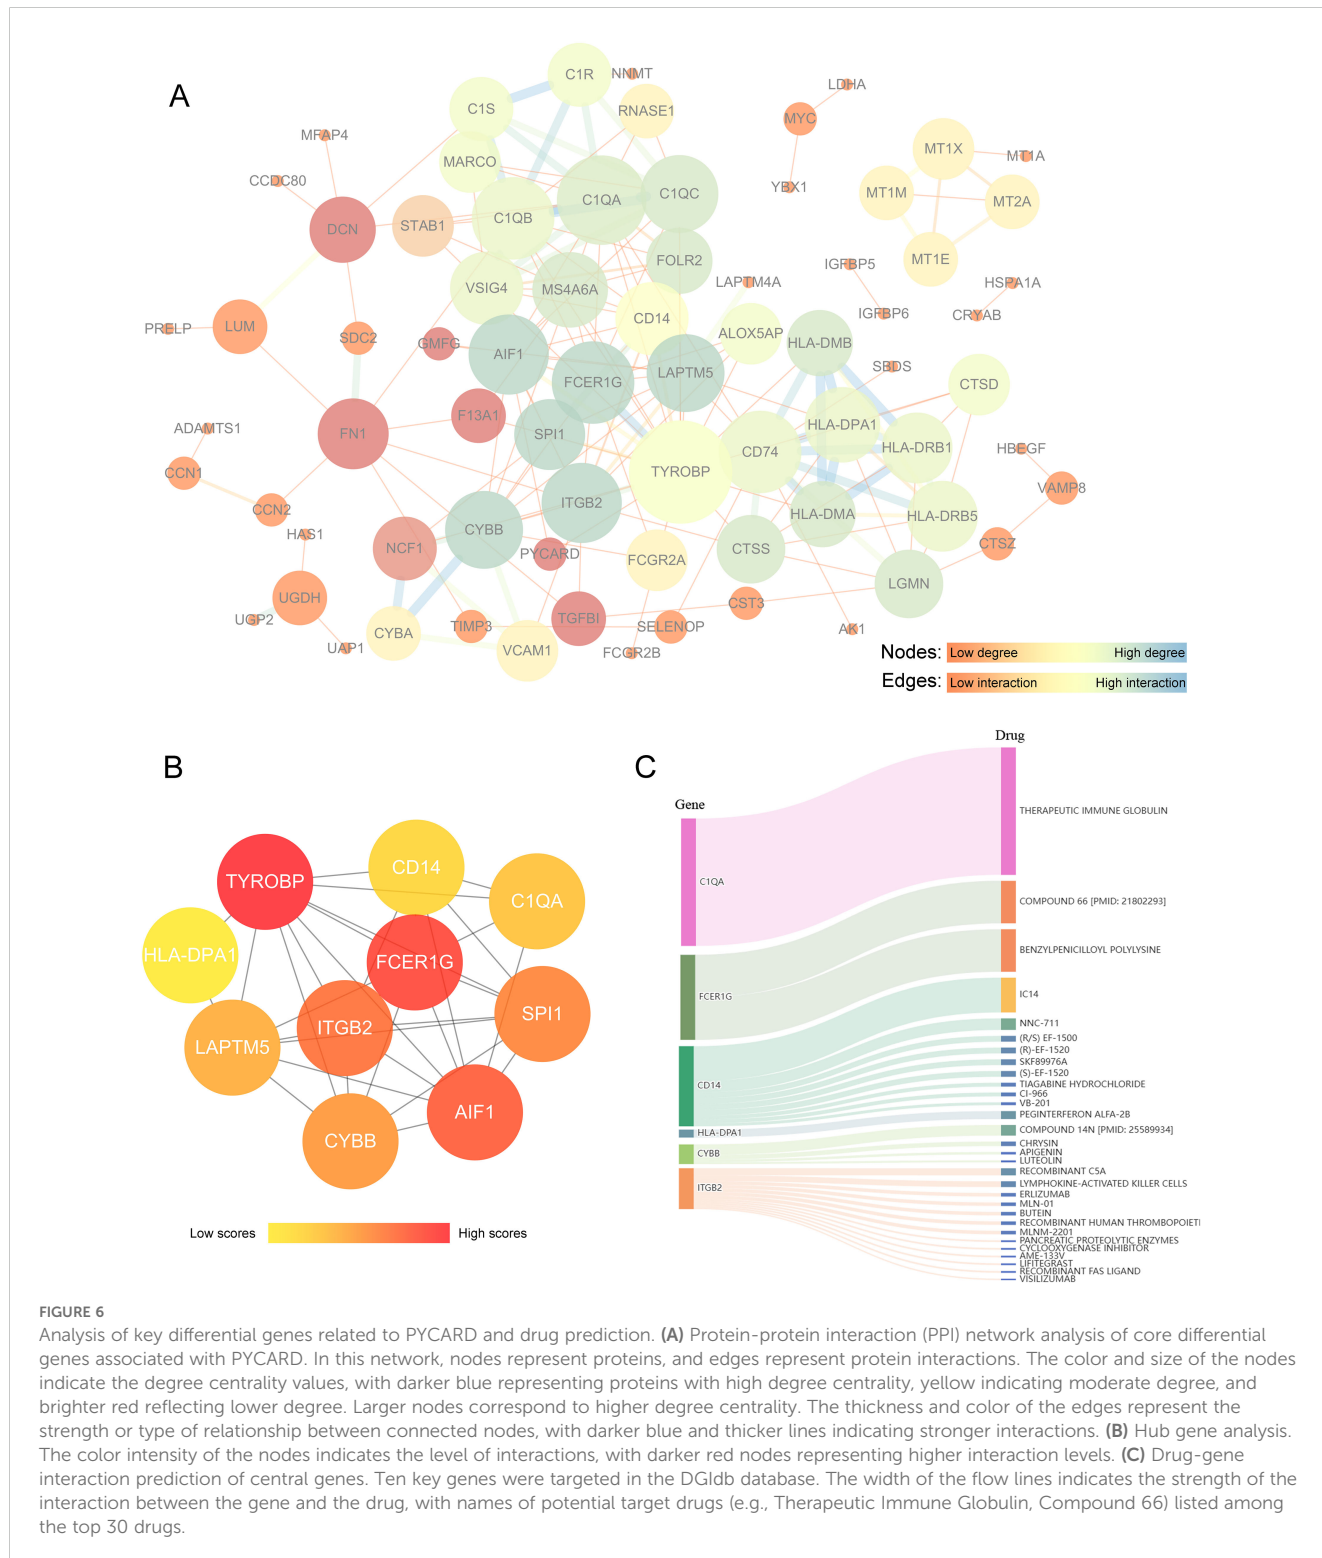 A
C1R
NNMT
LDHA
C1S
RNASE1
MYC
MFAP4
MT1X
MARCO
MT1A
CCDC80
YBX1
C1QC
MT1M
C1QA
MT2A
C1QB
DCN
STAB1
FOLR2
MT1E
IGFBP5
VSIG4
MS4A6A
LAPTM4A
HSPA1A
IGFBP6
CRYAB
CD14
PRELP
LUM
SDC2
ALOX5AP
GMFG
HLA-DMB
AIF1
SBDS
LAPTM5
FCER1G
CTSD
F13A1
HLA-DPA1
ADAMTS1
FN1
SPI1
HLA-DRB1
HBEGF
CD74
TYROBP
CCN1
VAMP8
ITGB2
CCN2
HLA-DMA
HLA-DRB5
HAS1
CYBB
CTSZ
NCF1
PYCARD
CTSS
FCGR2A
LGMN
UGDH
CST3
UGP2
TGFBI
CYBA
TIMP3
SELENOP
AK1
UAP1
VCAM1
FCGR2B
Nodes:
Low degree
High degree
Edges:
Low interaction
High interaction
B
TYROBP
CD14
C1QA
HLA-DPA1
FCER1G
SPI1
ITGB2
LAPTM5
AIF1
CYBB
Low scores
High scores
C
Gene
Drug
C1QA
FCER1G
CD14
HLA-DPA1
CYBB
ITGB2
THERAPEUTIC IMMUNE GLOBULIN
COMPOUND 66 [PMID: 21802293]
BENZYLPENICILLOYL POLYLYSINE
IC14
NNC-711
(R/S) EF-1500
(R)-EF-1520
SKF89976A
(S)-EF-1520
TIAGABINE HYDROCHLORIDE
CI-966
VB-201
PEGINTERFERON ALFA-2B
COMPOUND 14N [PMID: 25589934]
CHRYSIN
APIGENIN
LUTEOLIN
RECOMBINANT C5A
LYMPHOKINE-ACTIVATED KILLER CELLS
ERLIZUMAB
MLN-01
BUTEIN
RECOMBINANT HUMAN THROMBOPOIETI
MLNM-2201
PANCREATIC PROTEOLYTIC ENZYMES
CYCLOOXYGENASE INHIBITOR
AME-133V
LIFITEGRAST
RECOMBINANT FAS LIGAND
VISILIZUMAB
FIGURE 6
Analysis of key differential genes related to PYCARD and drug prediction. (A) Protein-protein interaction (PPI) network analysis of core differential
genes associated with PYCARD. In this network, nodes represent proteins, and edges represent protein interactions. The color and size of the nodes
indicate the degree centrality values, with darker blue representing proteins with high degree centrality, yellow indicating moderate degree, and
brighter red reflecting lower degree. Larger nodes correspond to higher degree centrality. The thickness and color of the edges represent the
strength or type of relationship between connected nodes, with darker blue and thicker lines indicating stronger interactions. (B) Hub gene analysis.
The color intensity of the nodes indicates the level of interactions, with darker red nodes representing higher interaction levels. (C) Drug-gene
interaction prediction of central genes. Ten key genes were targeted in the DGIdb database. The width of the flow lines indicates the strength of the
interaction between the gene and the drug, with names of potential target drugs (e.g., Therapeutic Immune Globulin, Compound 66) listed among
the top 30 drugs.